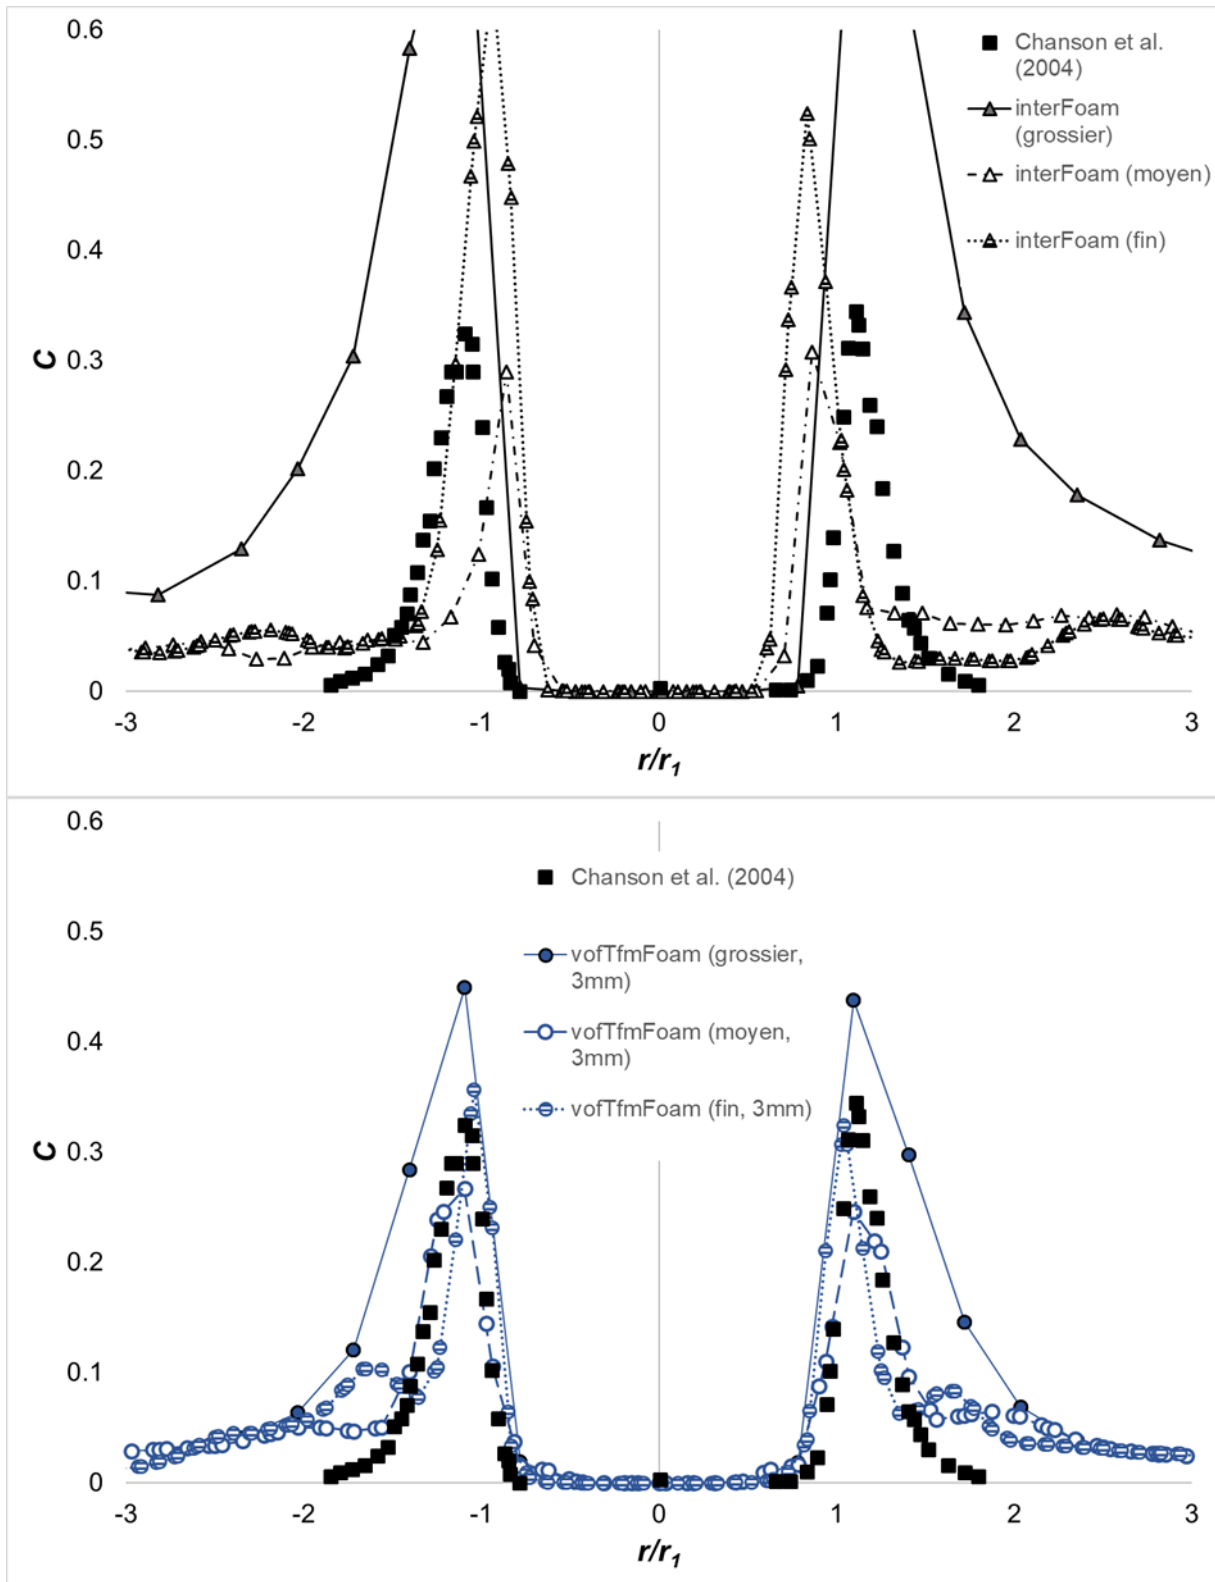 0.6
Chanson et al.
(2004)
interFoam
(grossier)
0.5
interFoam (moyen)
interFoam (fin)
0.4
0.3
C
0.2
0.1
0
-3 -2 -1 0 1 2 3
r/r1
0.6
Chanson et al. (2004)
0.5
vofTfmFoam (grossier,
3mm)
0.4
vofTfmFoam (moyen,
3mm)
vofTfmFoam (fin, 3mm)
0.3
C
0.2
0.1
0
-3 -2 -1 0 1 2 3
r/r1